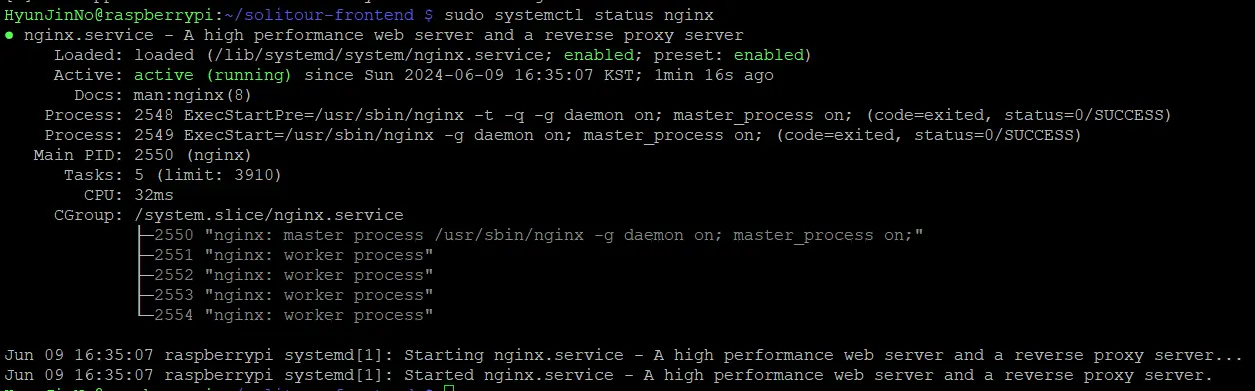 HyunJinNo@raspberrypi:~/solitour-frontend $ sudo systemctl status nginx
● nginx.service - A high performance web server and a reverse proxy server
     Loaded: loaded (/lib/systemd/system/nginx.service; enabled; preset: enabled)
     Active: active (running) since Sun 2024-06-09 16:35:07 KST; 1min 16s ago
       Docs: man:nginx(8)
    Process: 2548 ExecStartPre=/usr/sbin/nginx -t -q -g daemon on; master_process on; (code=exited, status=0/SUCCESS)
    Process: 2549 ExecStart=/usr/sbin/nginx -g daemon on; master_process on; (code=exited, status=0/SUCCESS)
   Main PID: 2550 (nginx)
      Tasks: 5 (limit: 3910)
        CPU: 32ms
     CGroup: /system.slice/nginx.service
             ├─2550 "nginx: master process /usr/sbin/nginx -g daemon on; master_process on;"
             ├─2551 "nginx: worker process"
             ├─2552 "nginx: worker process"
             ├─2553 "nginx: worker process"
             └─2554 "nginx: worker process"
Jun 09 16:35:07 raspberrypi systemd[1]: Starting nginx.service - A high performance web server and a reverse proxy server...
Jun 09 16:35:07 raspberrypi systemd[1]: Started nginx.service - A high performance web server and a reverse proxy server.